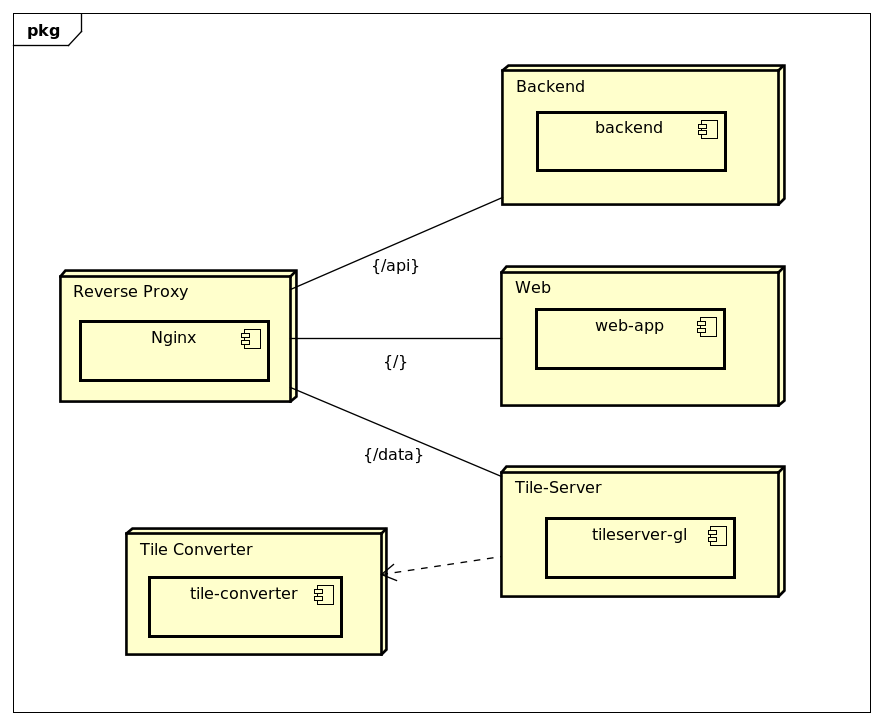 pkg
Backend
backend
{/api}
Reverse Proxy
Nginx
Web
web-app
{/}
{/data}
Tile-Server
tileserver-gl
Tile Converter
tile-converter